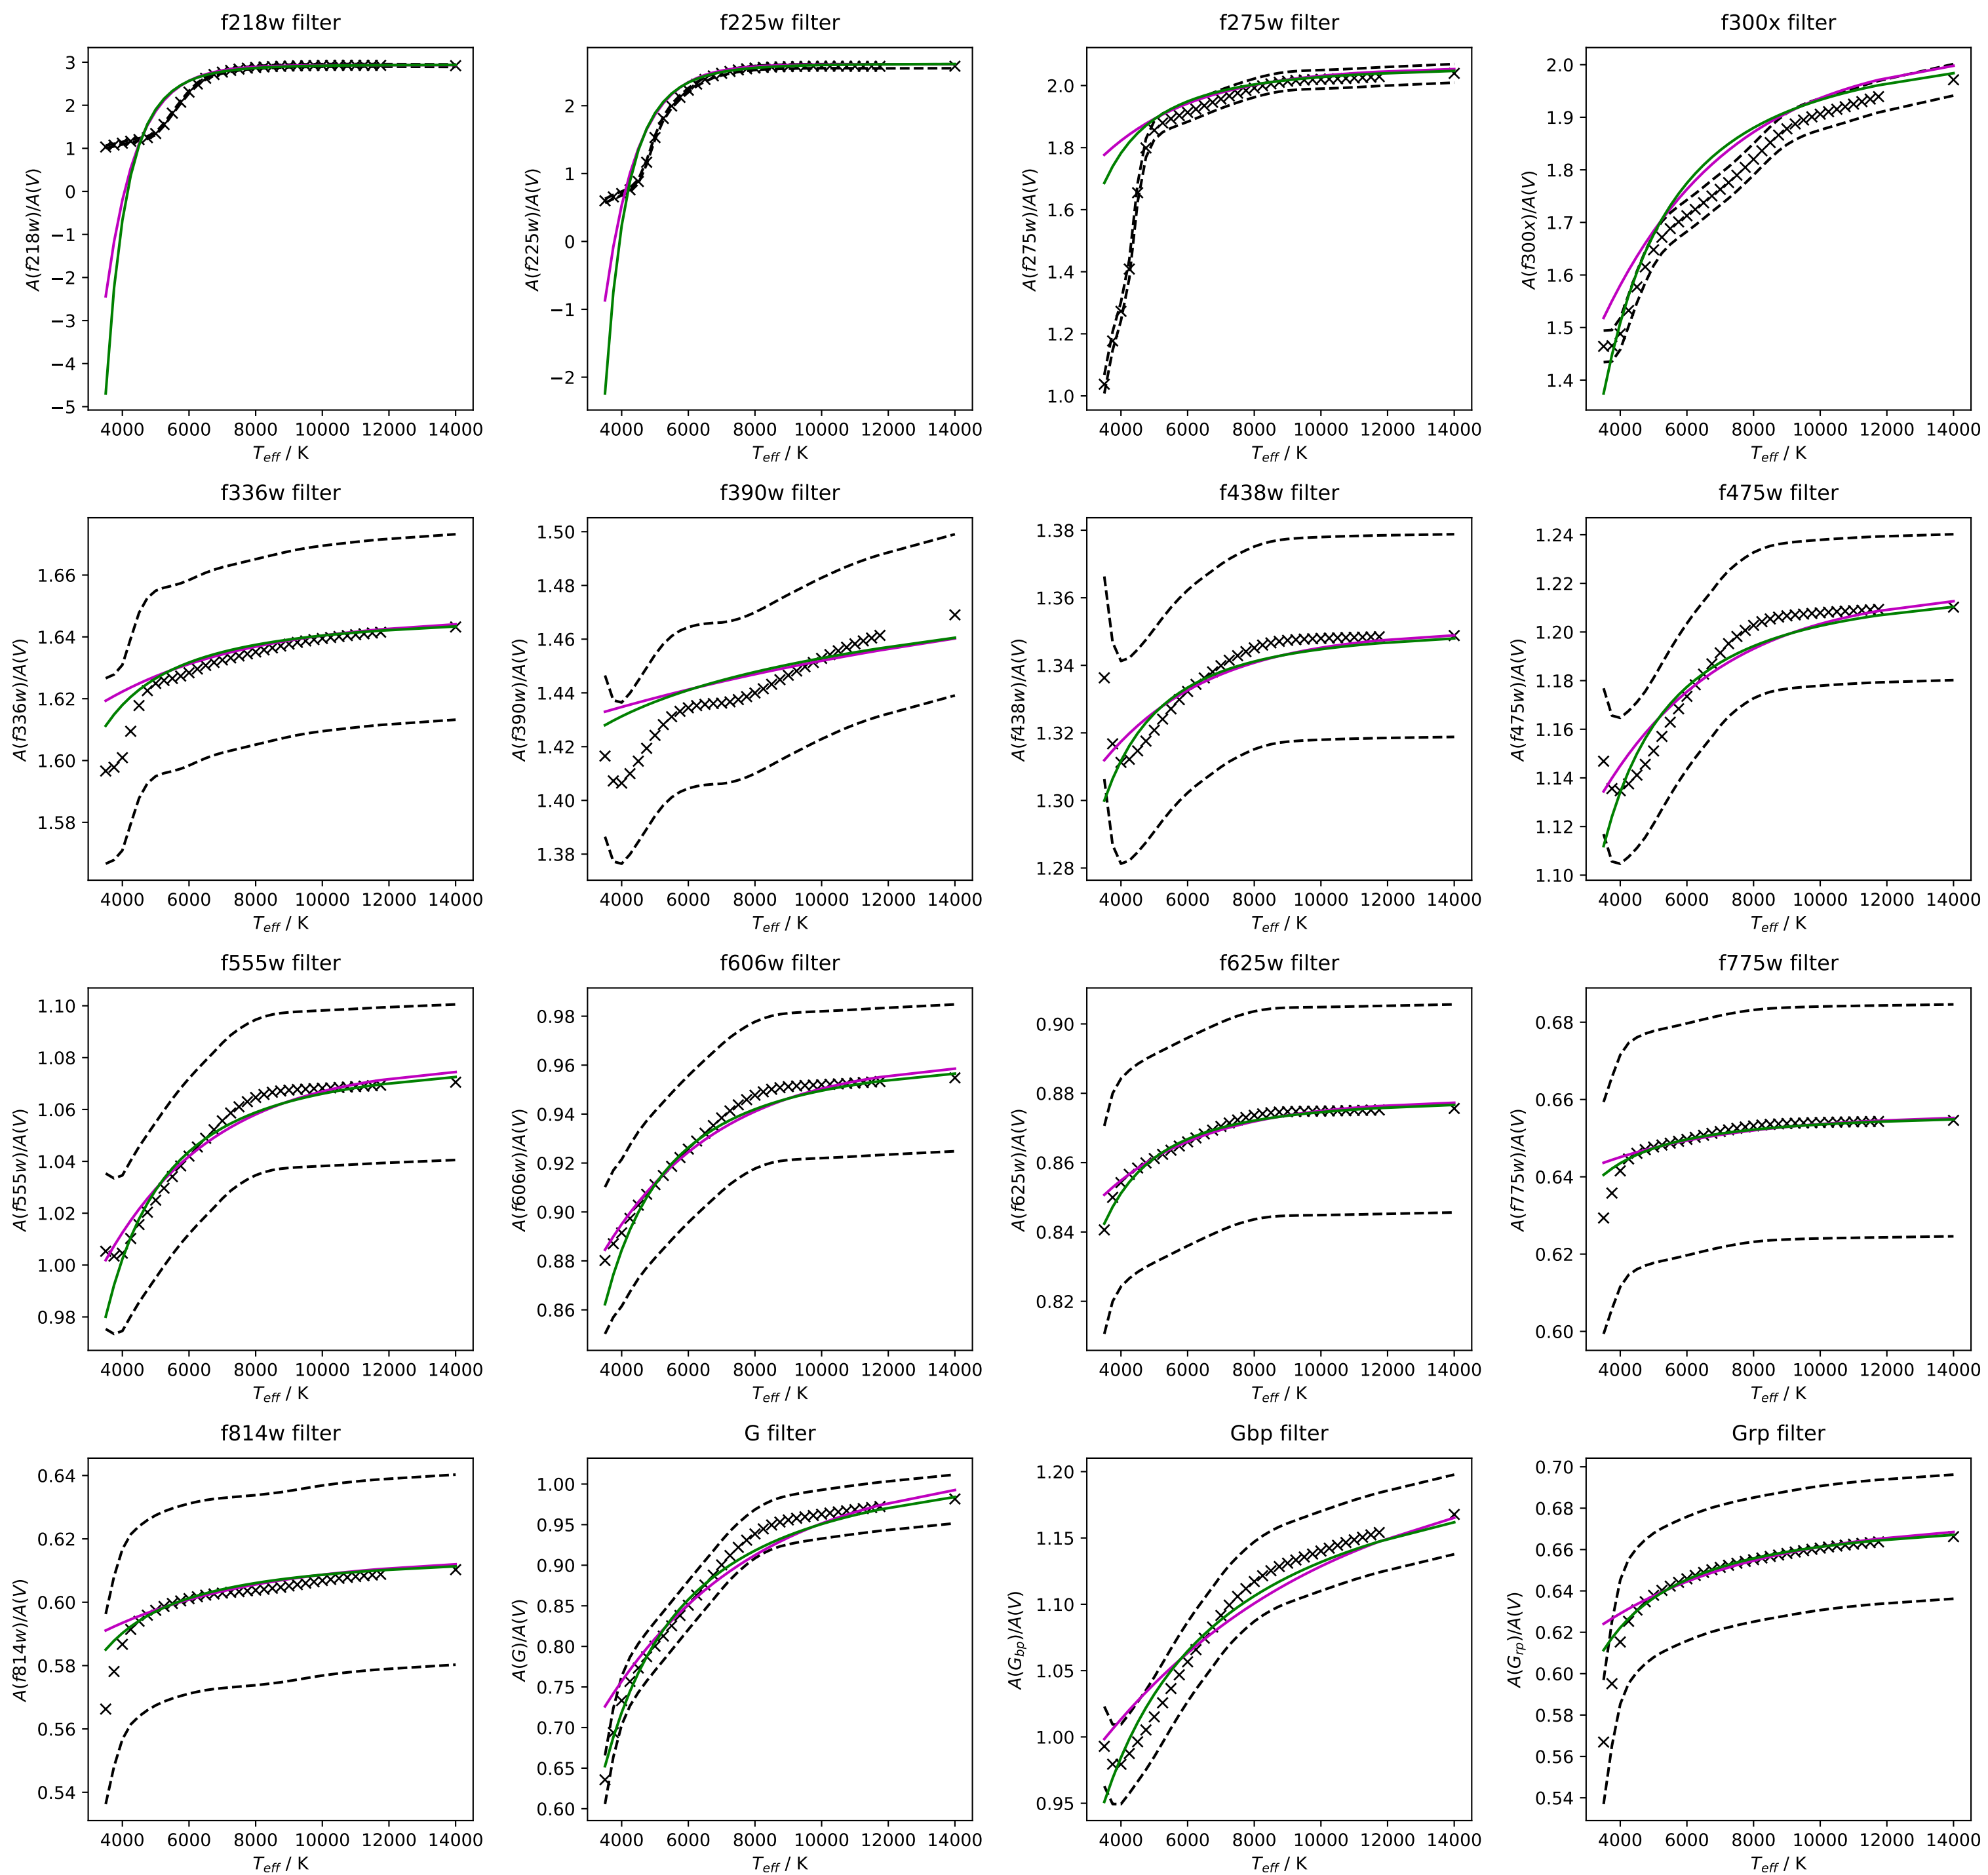 f218w filter
f225w filter
f275w filter
f300x filter
A(f218w)/A(V)
3
2
1
0
−1
−2
−3
−4
−5
4000 6000 8000 10000 12000 14000
T_eff / K
A(f225w)/A(V)
2
1
0
−1
−2
4000 6000 8000 10000 12000 14000
T_eff / K
A(f275w)/A(V)
2.0
1.8
1.6
1.4
1.2
1.0
4000 6000 8000 10000 12000 14000
T_eff / K
A(f300x)/A(V)
2.0
1.9
1.8
1.7
1.6
1.5
1.4
4000 6000 8000 10000 12000 14000
T_eff / K
f336w filter
f390w filter
f438w filter
f475w filter
A(f336w)/A(V)
1.66
1.64
1.62
1.60
1.58
4000 6000 8000 10000 12000 14000
T_eff / K
A(f390w)/A(V)
1.50
1.48
1.46
1.44
1.42
1.40
1.38
4000 6000 8000 10000 12000 14000
T_eff / K
A(f438w)/A(V)
1.38
1.36
1.34
1.32
1.30
1.28
4000 6000 8000 10000 12000 14000
T_eff / K
A(f475w)/A(V)
1.24
1.22
1.20
1.18
1.16
1.14
1.12
1.10
4000 6000 8000 10000 12000 14000
T_eff / K
f555w filter
f606w filter
f625w filter
f775w filter
A(f555w)/A(V)
1.10
1.08
1.06
1.04
1.02
1.00
0.98
4000 6000 8000 10000 12000 14000
T_eff / K
A(f606w)/A(V)
0.98
0.96
0.94
0.92
0.90
0.88
0.86
4000 6000 8000 10000 12000 14000
T_eff / K
A(f625w)/A(V)
0.90
0.88
0.86
0.84
0.82
4000 6000 8000 10000 12000 14000
T_eff / K
A(f775w)/A(V)
0.68
0.66
0.64
0.62
0.60
4000 6000 8000 10000 12000 14000
T_eff / K
f814w filter
G filter
Gbp filter
Grp filter
A(f814w)/A(V)
0.64
0.62
0.60
0.58
0.56
0.54
4000 6000 8000 10000 12000 14000
T_eff / K
A(G)/A(V)
1.00
0.95
0.90
0.85
0.80
0.75
0.70
0.65
0.60
4000 6000 8000 10000 12000 14000
T_eff / K
A(G_bp)/A(V)
1.20
1.15
1.10
1.05
1.00
0.95
4000 6000 8000 10000 12000 14000
T_eff / K
A(G_rp)/A(V)
0.70
0.68
0.66
0.64
0.62
0.60
0.58
0.56
0.54
4000 6000 8000 10000 12000 14000
T_eff / K